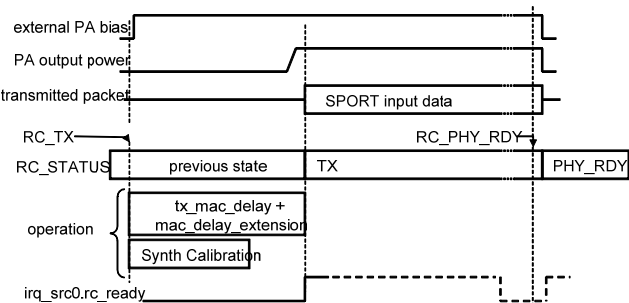 external PA bias
PA output power
transmitted packet
SPORT input data
RC_TX
RC_PHY_RDY
RC_STATUS
previous state
TX
PHY_RDY
operation
tx_mac_delay +
mac_delay_extension
Synth Calibration
irq_src0.rc_ready